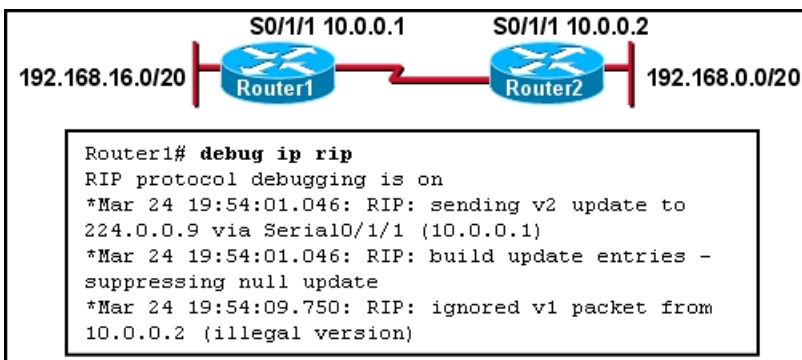 S0/1/1 10.0.0.1
S0/1/1 10.0.0.2
192.168.16.0/20
Router1
Router2
192.168.0.0/20
Router1# debug ip rip
RIP protocol debugging is on
*Mar 24 19:54:01.046: RIP: sending v2 update to
224.0.0.9 via Serial0/1/1 (10.0.0.1)
*Mar 24 19:54:01.046: RIP: build update entries -
suppressing null update
*Mar 24 19:54:09.750: RIP: ignored v1 packet from
10.0.0.2 (illegal version)